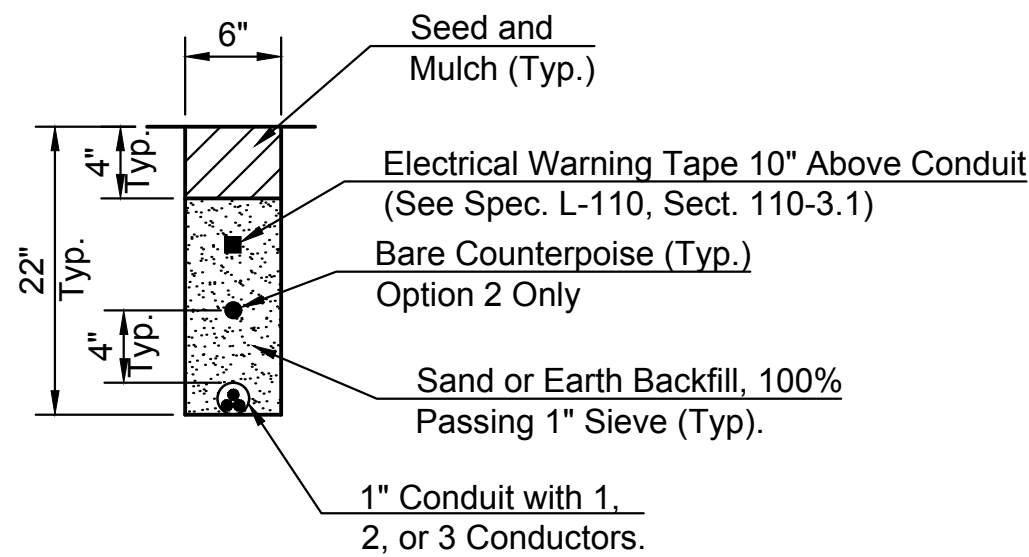 6"
Seed and
Mulch (Typ.)
4"
Typ.
Electrical Warning Tape 10" Above Conduit
(See Spec. L-110, Sect. 110-3.1)
22"
Typ.
Bare Counterpoise (Typ.)
Option 2 Only
4"
Typ.
Sand or Earth Backfill, 100%
Passing 1" Sieve (Typ).
1" Conduit with 1,
2, or 3 Conductors.